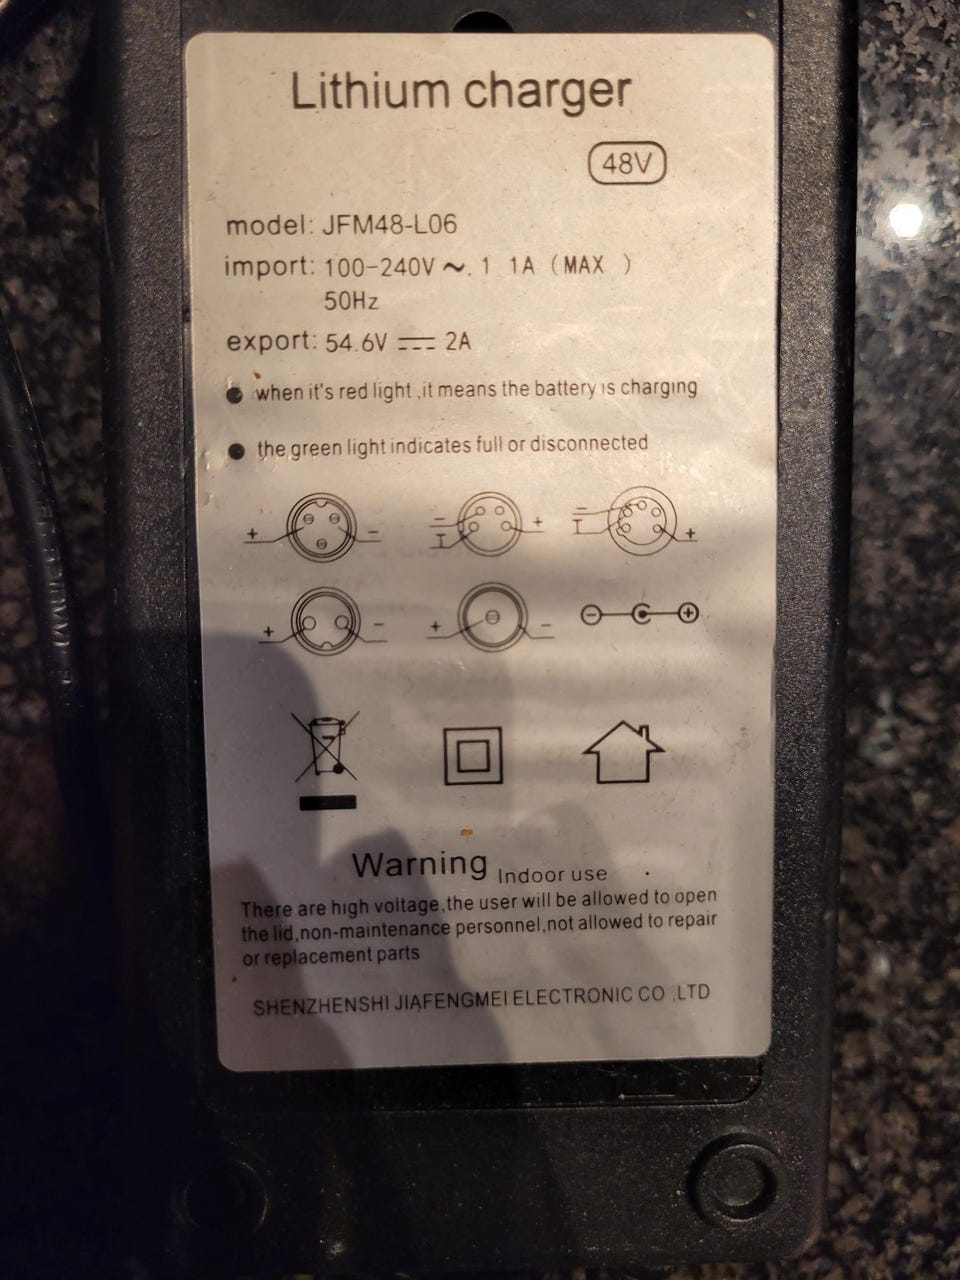 Lithium charger
48V
model: JFM48-L06
import: 100-240V ~. 1 1A (MAX )
50Hz
export: 54.6V ⎓ 2A
● when it's red light ,it means the battery is charging
● the green light indicates full or disconnected
+ -
- I +
- I +
+ -
+ -
- C +
Warning Indoor use
There are high voltage,the user will be allowed to open
the lid,non-maintenance personnel,not allowed to repair
or replacement parts
SHENZHENSHI JIAFENGMEI ELECTRONIC CO .LTD